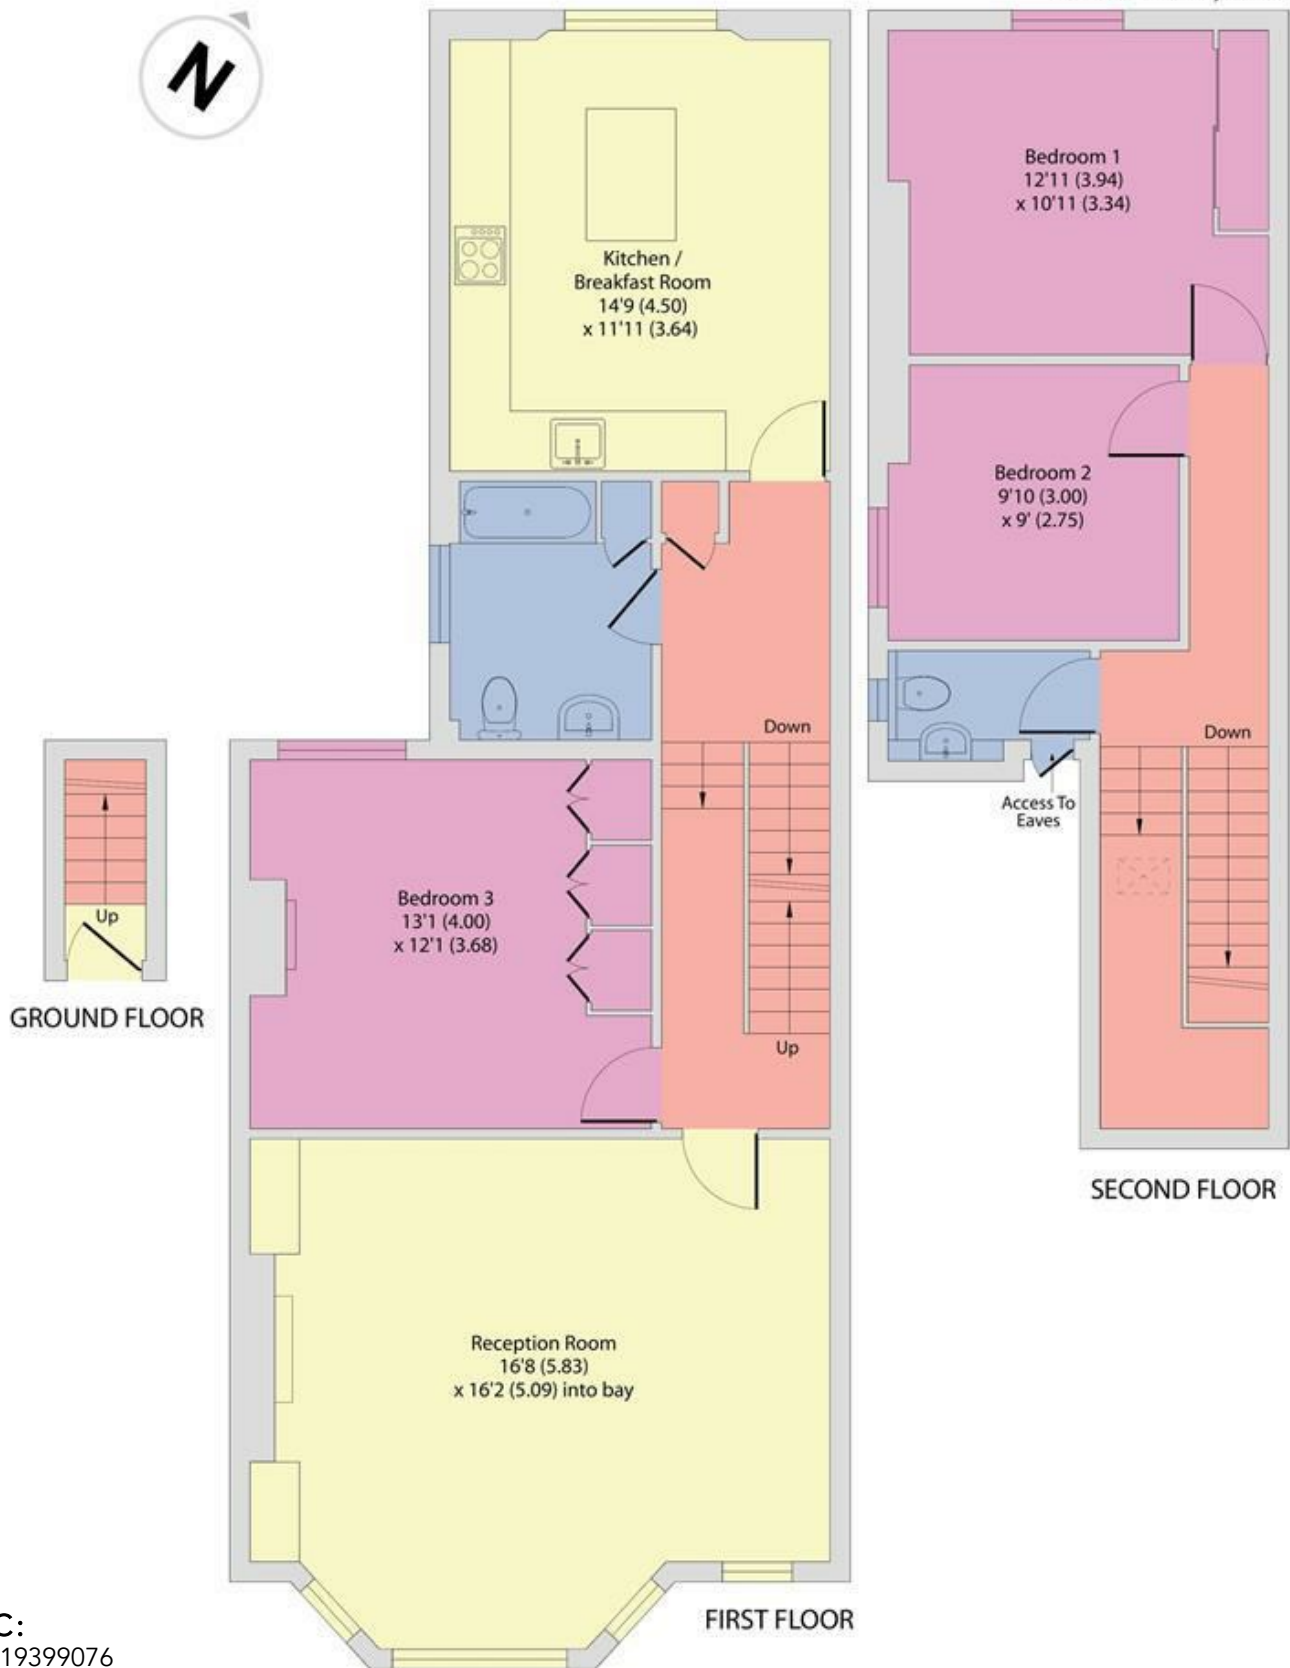 N
Kitchen /
Breakfast Room
14'9 (4.50)
x 11'11 (3.64)
Bedroom 1
12'11 (3.94)
x 10'11 (3.34)
Bedroom 2
9'10 (3.00)
x 9' (2.75)
Down
Down
Access To
Eaves
Up
GROUND FLOOR
Bedroom 3
13'1 (4.00)
x 12'1 (3.68)
Up
SECOND FLOOR
Reception Room
16'8 (5.83)
x 16'2 (5.09) into bay
FIRST FLOOR
C:
19399076